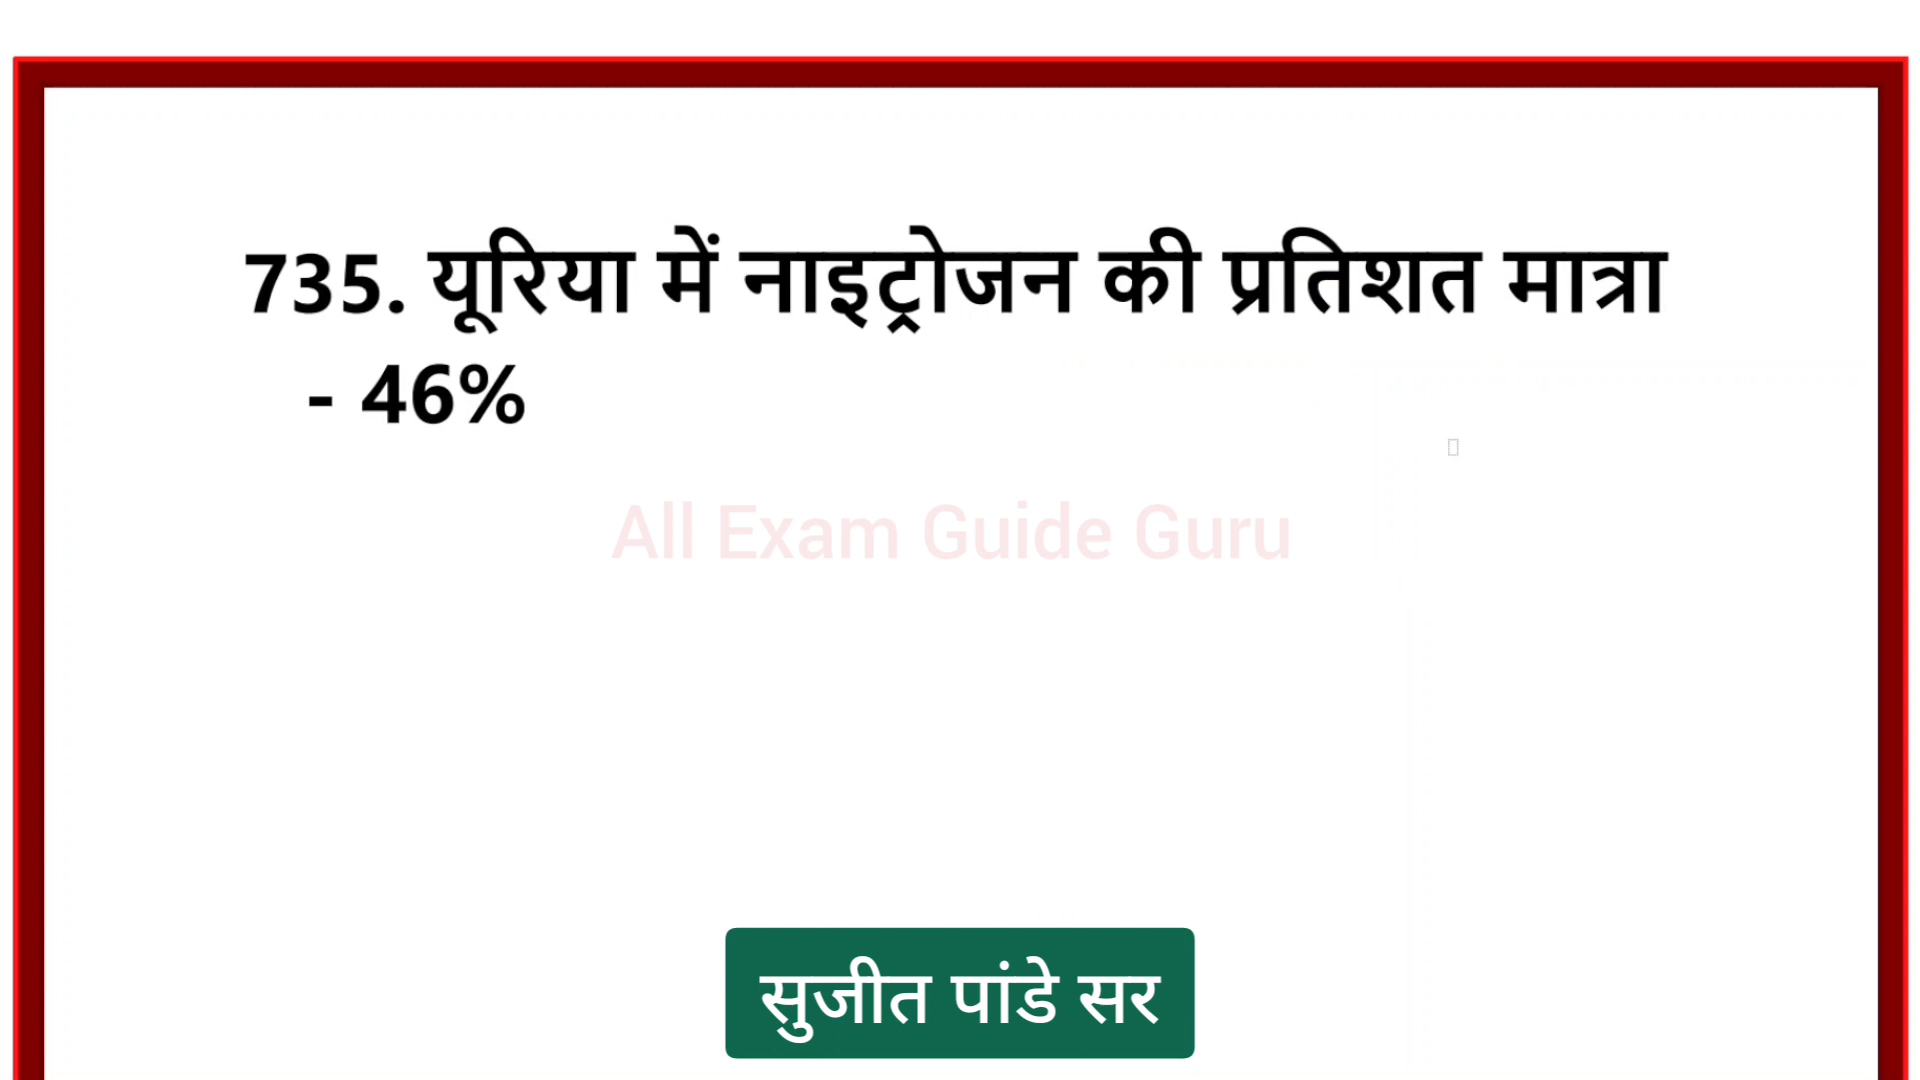 735. यूरिया में नाइट्रोजन की प्रतिशत मात्रा
- 46%
All Exam Guide Guru
सुजीत पांडे सर